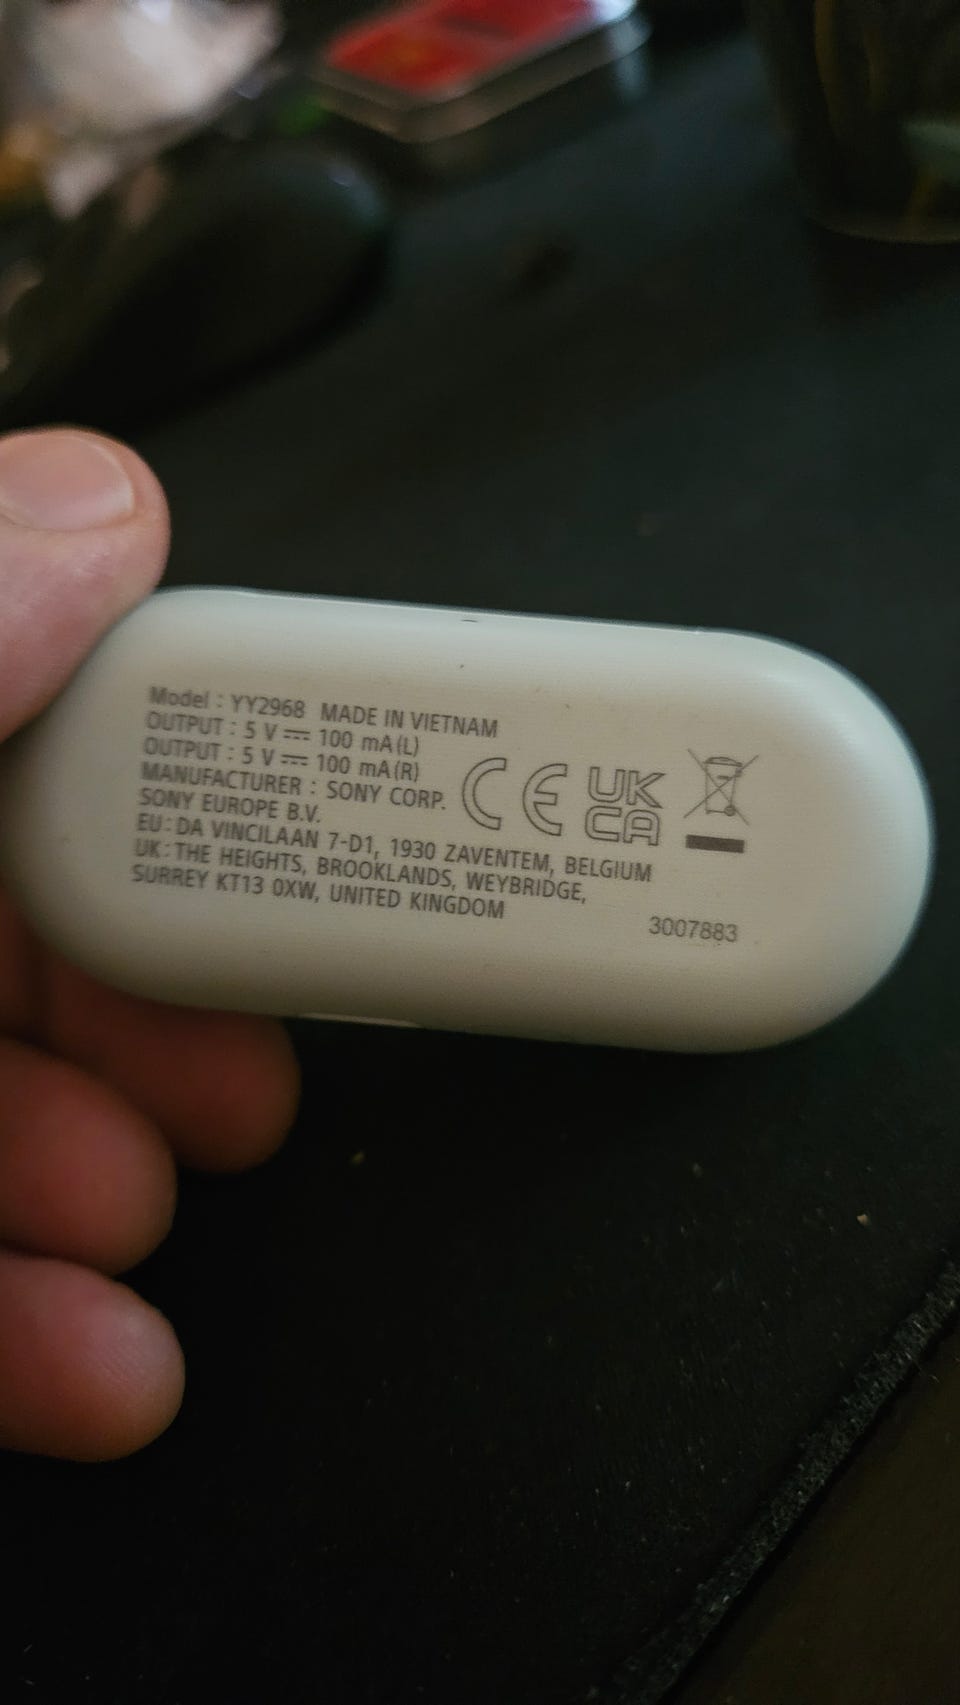 Model : YY2968 MADE IN VIETNAM
OUTPUT : 5 V ⎓ 100 mA(L)
OUTPUT : 5 V ⎓ 100 mA(R)
MANUFACTURER : SONY CORP.
SONY EUROPE B.V.
EU : DA VINCILAAN 7-D1, 1930 ZAVENTEM, BELGIUM
UK : THE HEIGHTS, BROOKLANDS, WEYBRIDGE,
SURREY KT13 0XW, UNITED KINGDOM
CE
UK
CA
3007883